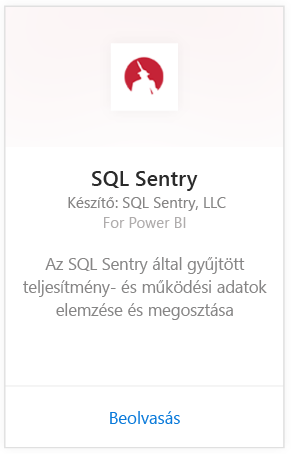 SQL Sentry
Készítő: SQL Sentry, LLC
For Power BI
Az SQL Sentry által gyűjtött
teljesítmény- és működési adatok
elemzése és megosztása
Beolvasás